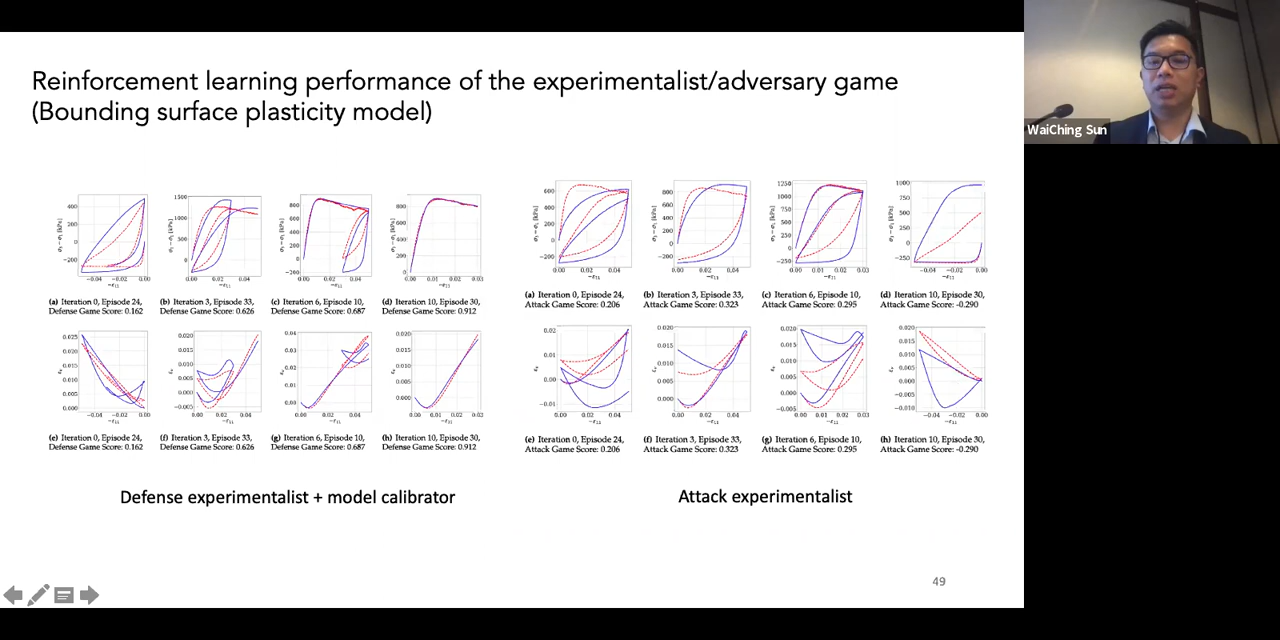 Reinforcement learning performance of the experimentalist/adversary game
(Bounding surface plasticity model)
WaiChing Sun
(a) Iteration 0, Episode 24,
Defense Game Score: 0.162
(b) Iteration 3, Episode 33,
Defense Game Score: 0.626
(c) Iteration 6, Episode 10,
Defense Game Score: 0.687
(d) Iteration 10, Episode 30,
Defense Game Score: 0.912
(e) Iteration 0, Episode 24,
Defense Game Score: 0.162
(f) Iteration 3, Episode 33,
Defense Game Score: 0.626
(g) Iteration 6, Episode 10,
Defense Game Score: 0.687
(h) Iteration 10, Episode 30,
Defense Game Score: 0.912
Defense experimentalist + model calibrator
(a) Iteration 0, Episode 24,
Attack Game Score: 0.206
(b) Iteration 3, Episode 33,
Attack Game Score: 0.323
(c) Iteration 6, Episode 10,
Attack Game Score: 0.295
(d) Iteration 10, Episode 30,
Attack Game Score: -0.290
(e) Iteration 0, Episode 24,
Attack Game Score: 0.206
(f) Iteration 3, Episode 33,
Attack Game Score: 0.323
(g) Iteration 6, Episode 10,
Attack Game Score: 0.295
(h) Iteration 10, Episode 30,
Attack Game Score: -0.290
Attack experimentalist
49